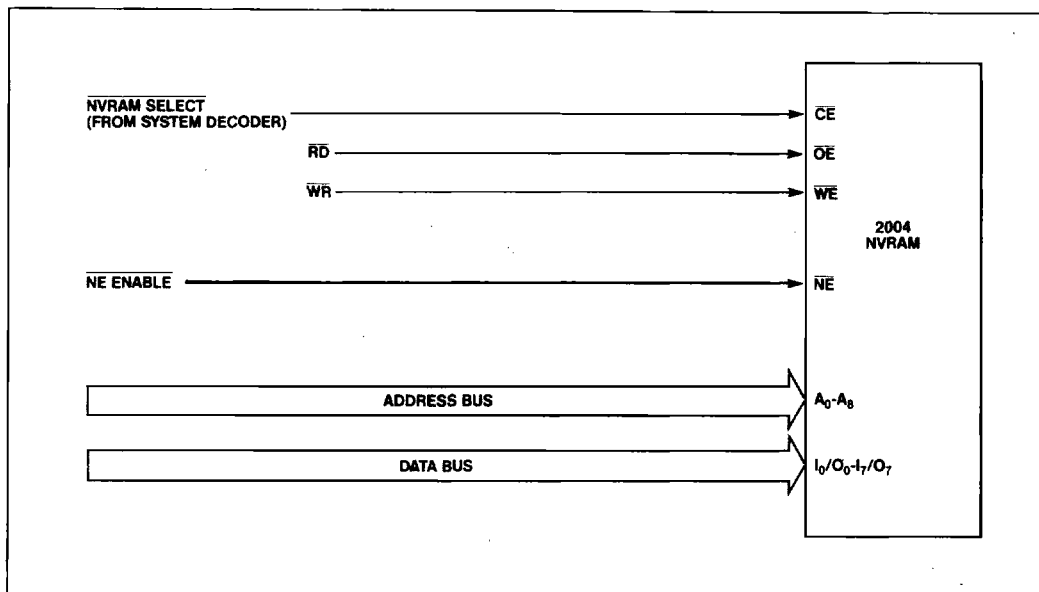 NVRAM SELECT
(FROM SYSTEM DECODER)
CE
RD
OE
WR
WE
2004
NVRAM
NE ENABLE
NE
ADDRESS BUS
A0-A8
DATA BUS
I0/O0-I7/O7